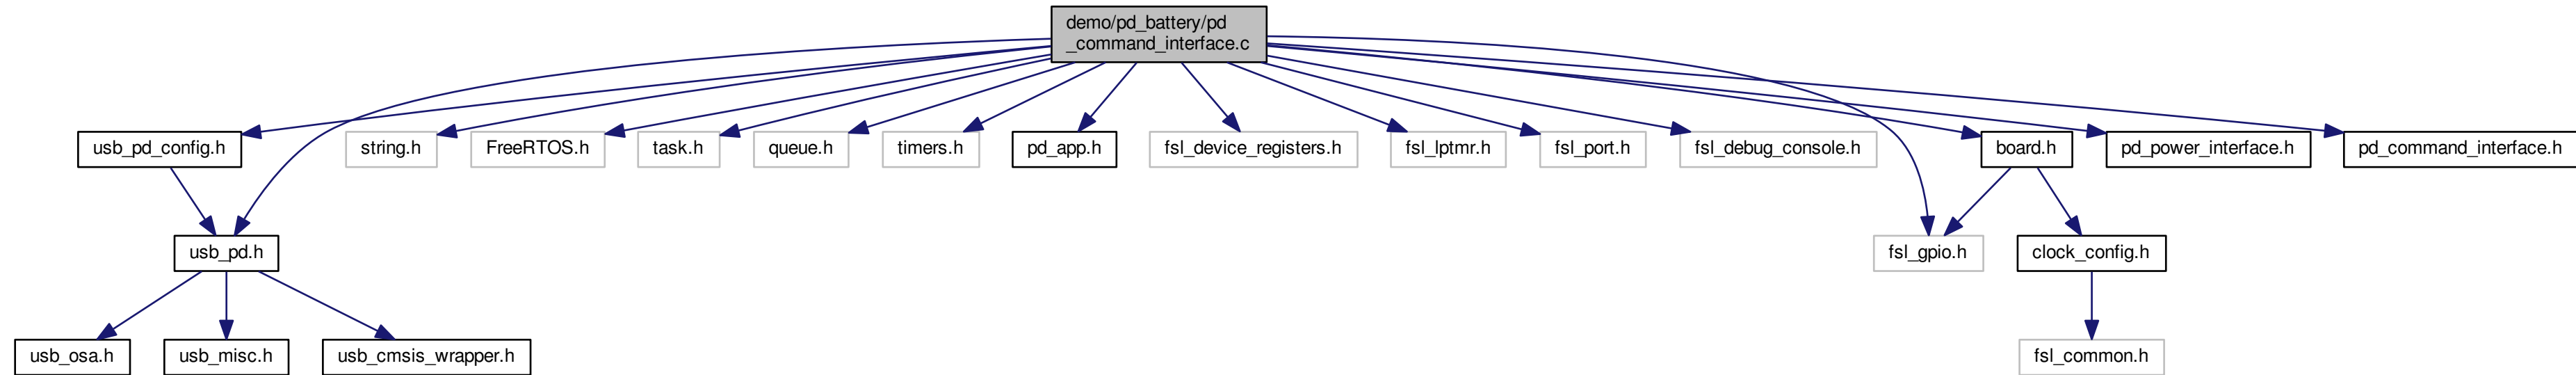 demo/pd_battery/pd
_command_interface.c
usb_pd_config.h
string.h
FreeRTOS.h
task.h
queue.h
timers.h
pd_app.h
fsl_device_registers.h
fsl_lptmr.h
fsl_port.h
fsl_debug_console.h
board.h
pd_power_interface.h
pd_command_interface.h
usb_pd.h
fsl_gpio.h
clock_config.h
usb_osa.h
usb_misc.h
usb_cmsis_wrapper.h
fsl_common.h